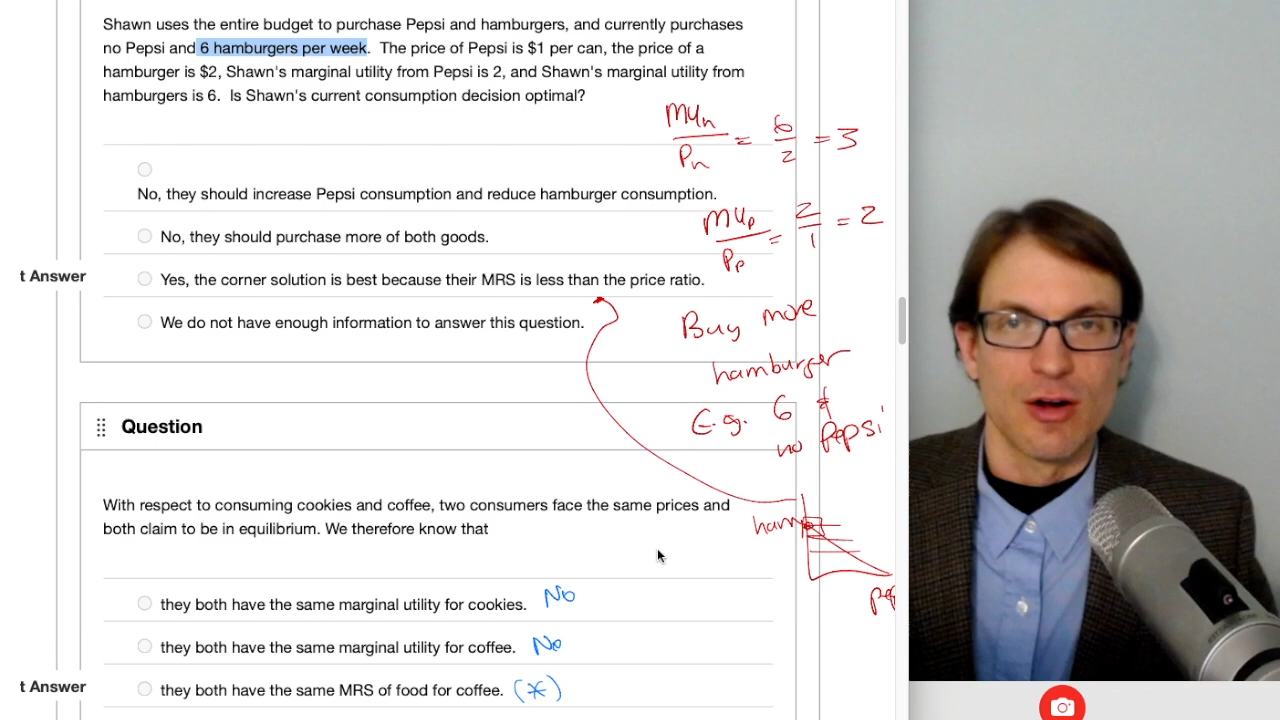 Shawn uses the entire budget to purchase Pepsi and hamburgers, and currently purchases
no Pepsi and 6 hamburgers per week. The price of Pepsi is $1 per can, the price of a
hamburger is $2, Shawn's marginal utility from Pepsi is 2, and Shawn's marginal utility from
hamburgers is 6. Is Shawn's current consumption decision optimal?
MUn
Pn
= 6/2 = 3
No, they should increase Pepsi consumption and reduce hamburger consumption.
MUp
Pp
= 2/1 = 2
No, they should purchase more of both goods.
t Answer
Yes, the corner solution is best because their MRS is less than the price ratio.
We do not have enough information to answer this question.
Buy more
hamburger
E.g. 6 &
no Pepsi
Question
With respect to consuming cookies and coffee, two consumers face the same prices and
both claim to be in equilibrium. We therefore know that
ham
pep
they both have the same marginal utility for cookies. No
they both have the same marginal utility for coffee. No
t Answer
they both have the same MRS of food for coffee. (*)